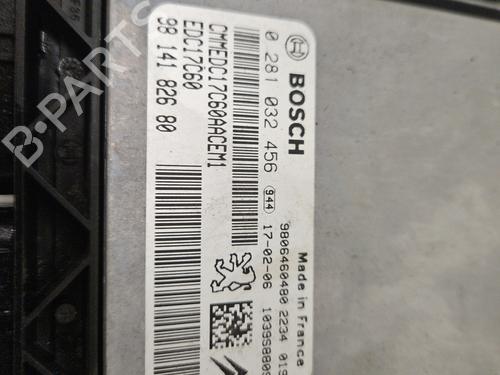 BOSCH
0 281 032 456 944 17-02-06
CMMEDC17C60AACEM1
EDC17C60
98 141 826 80
Made in France
9806460480 2234 019
B-PARTS